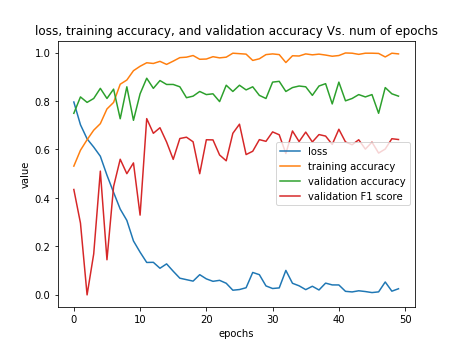 loss, training accuracy, and validation accuracy Vs. num of epochs
1.0
0.8
0.6
0.4
0.2
0.0
value
loss
training accuracy
validation accuracy
validation F1 score
0 10 20 30 40 50
epochs